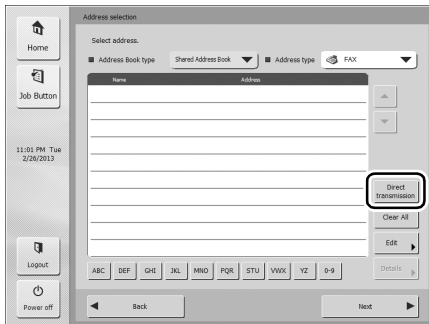 Address selection
Home
Select address.
Address Book type
Shared Address Book
Address type
FAX
Name
Address
Job Button
11:01 PM Tue
2/26/2013
Direct
transmission
Clear All
Edit
Logout
ABC
DEF
GHI
JKL
MNO
PQR
STU
VWX
YZ
0-9
Details
Power off
Back
Next